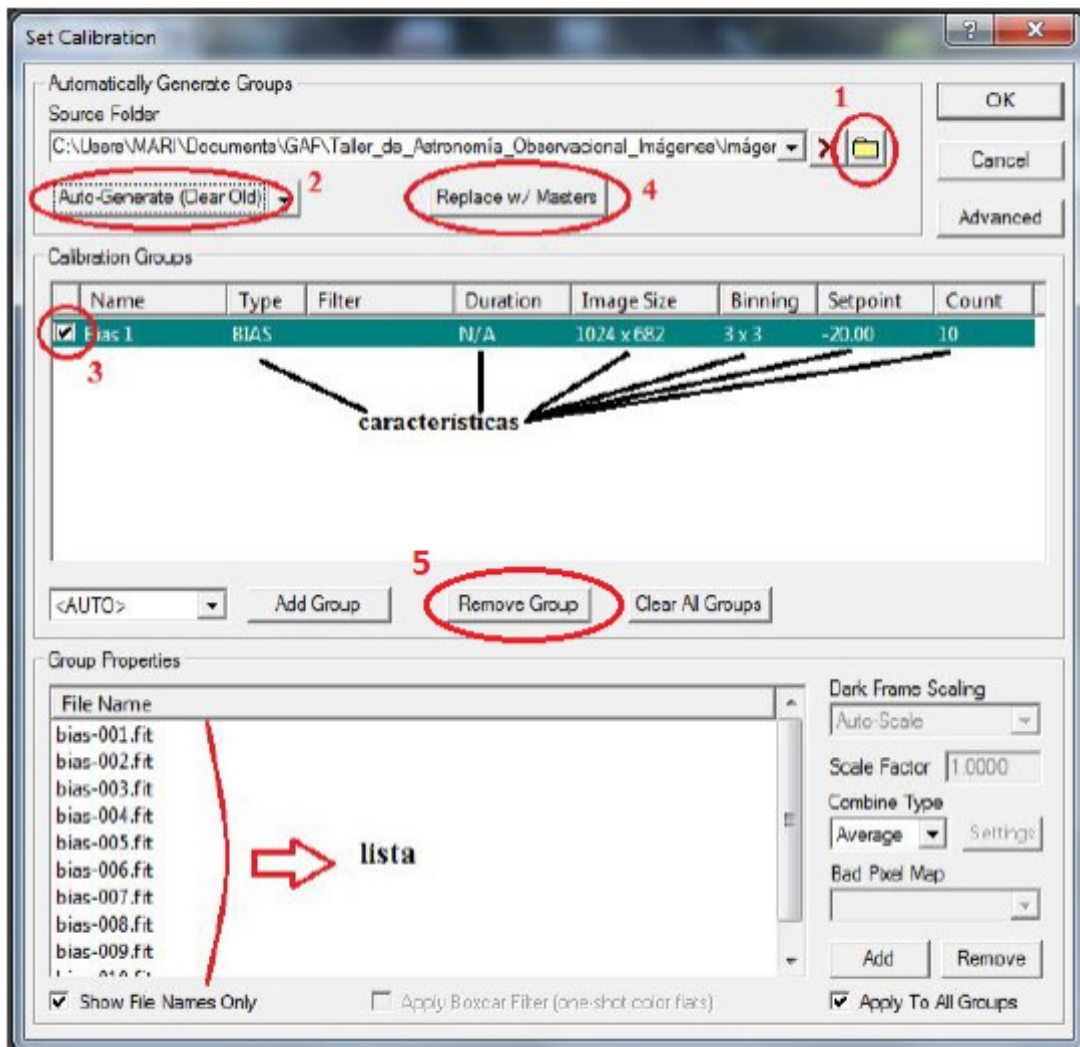 Set Calibration
Automatically Generate Groups
Source Folder
1
OK
C:\Users\MARI\Documents\GAF\Taller_de_Astronomía_Observacional_Imágenes\Imáger
Cancel
Auto-Generate (Clear Old)
2
Replace w/ Masters
4
Advanced
Calibration Groups
Name Type Filter Duration Image Size Binning Setpoint Count
Bias 1 BIAS N/A 1024 x 682 3 x 3 -20.00 10
3
características
5
<AUTO>
Add Group
Remove Group
Clear All Groups
Group Properties
File Name
bias-001.fit
bias-002.fit
bias-003.fit
bias-004.fit
bias-005.fit
bias-006.fit
bias-007.fit
bias-008.fit
bias-009.fit
lista
Dark Frame Scaling
Auto-Scale
Scale Factor 1.0000
Combine Type
Average
Settings
Bad Pixel Map
Add
Remove
Show File Names Only
Apply Boxcar Filter (one-shot color flats)
Apply To All Groups